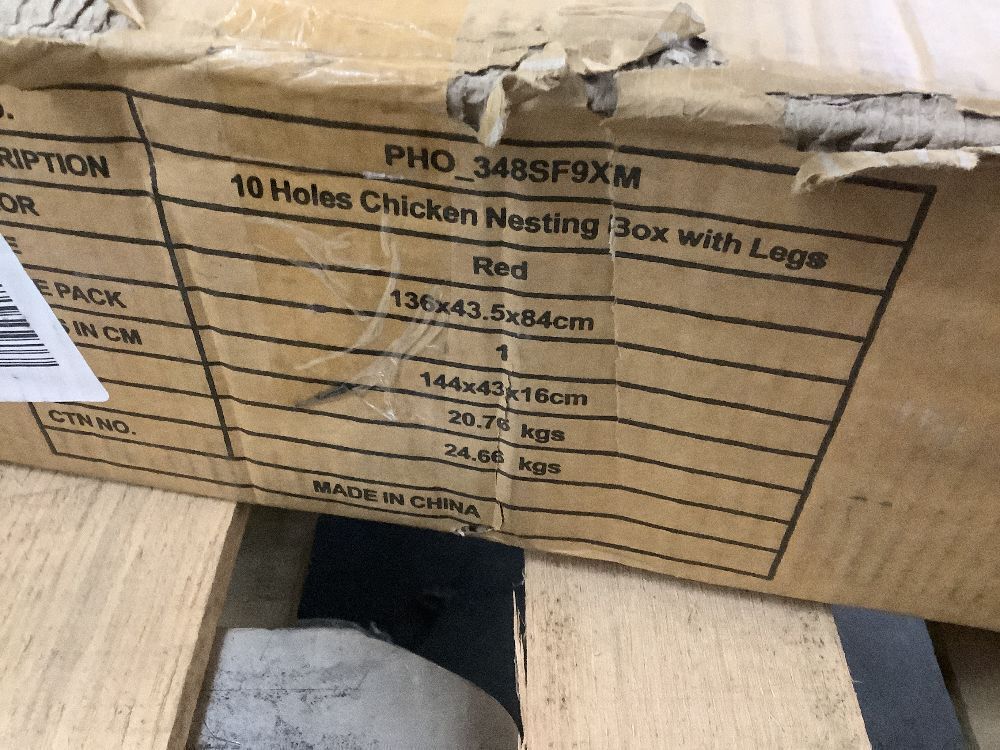 PHO_348SF9XM
RIPTION 10 Holes Chicken Nesting Box with Legs
OR Red
136x43.5x84cm
E PACK 1
IN CM 144x43x16cm
20.76 kgs
24.66 kgs
CTN NO.
MADE IN CHINA